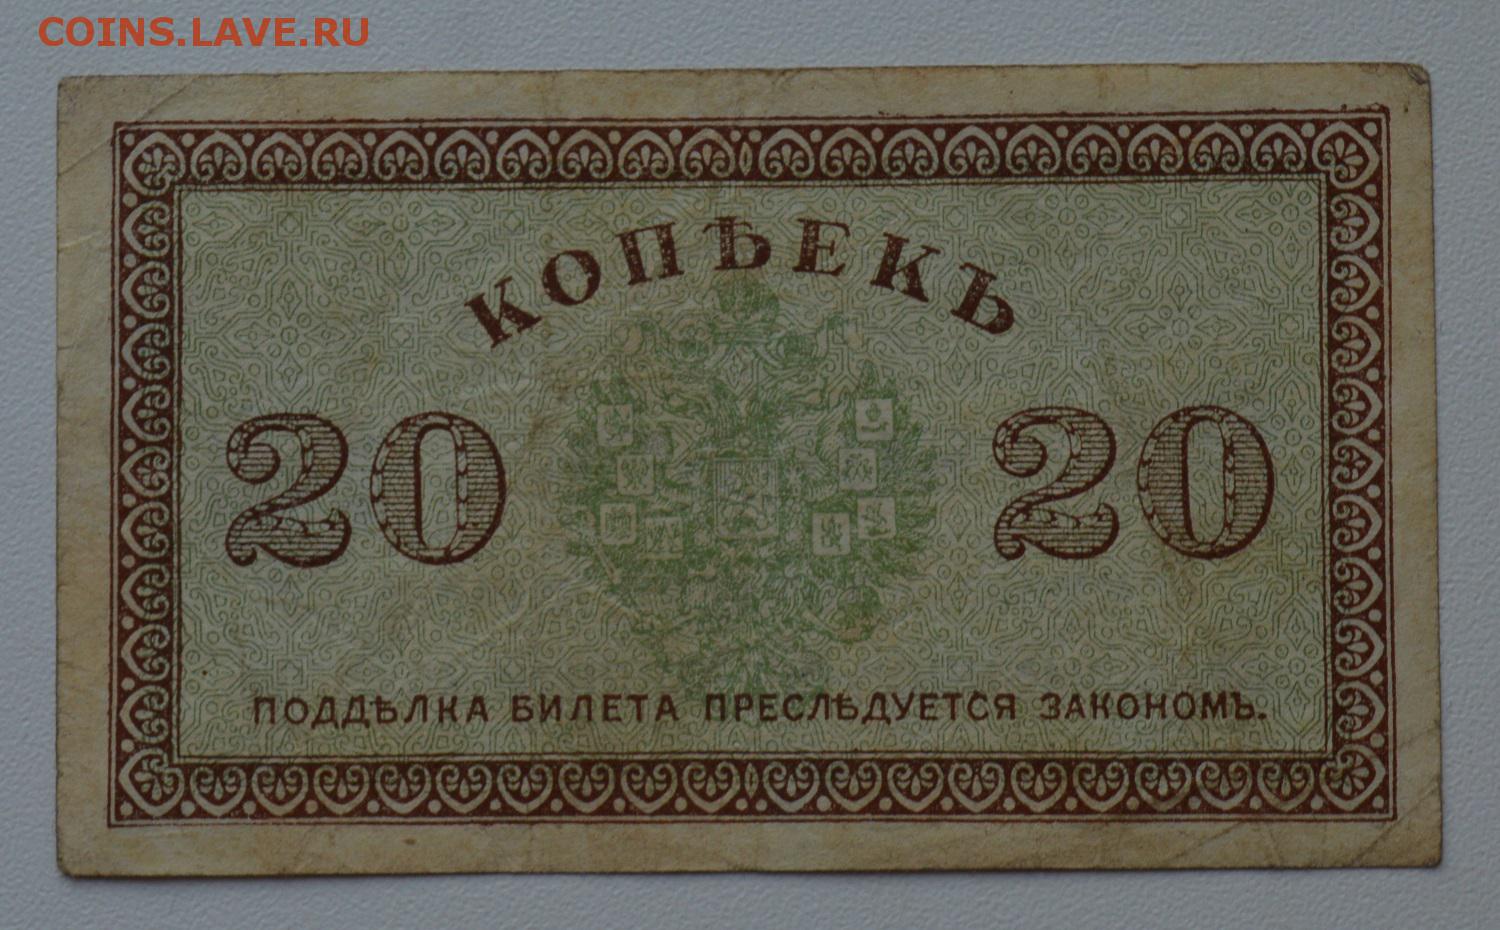 COINS.LAVE.RU
КОПѢЕКЪ
20 20
ПОДДѢЛКА БИЛЕТА ПРЕСЛѢДУЕТСЯ ЗАКОНОМЪ.